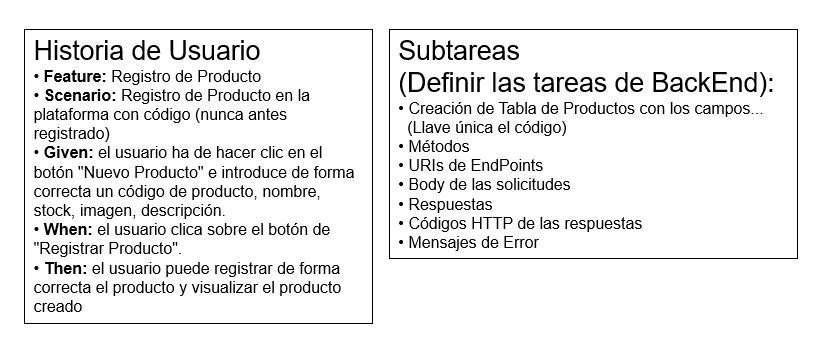 Historia de Usuario
• Feature: Registro de Producto
• Scenario: Registro de Producto en la
plataforma con código (nunca antes
registrado)
• Given: el usuario ha de hacer clic en el
botón "Nuevo Producto" e introduce de forma
correcta un código de producto, nombre,
stock, imagen, descripción.
• When: el usuario clica sobre el botón de
"Registrar Producto".
• Then: el usuario puede registrar de forma
correcta el producto y visualizar el producto
creado
Subtareas
(Definir las tareas de BackEnd):
• Creación de Tabla de Productos con los campos...
(Llave única el código)
• Métodos
• URIs de EndPoints
• Body de las solicitudes
• Respuestas
• Códigos HTTP de las respuestas
• Mensajes de Error